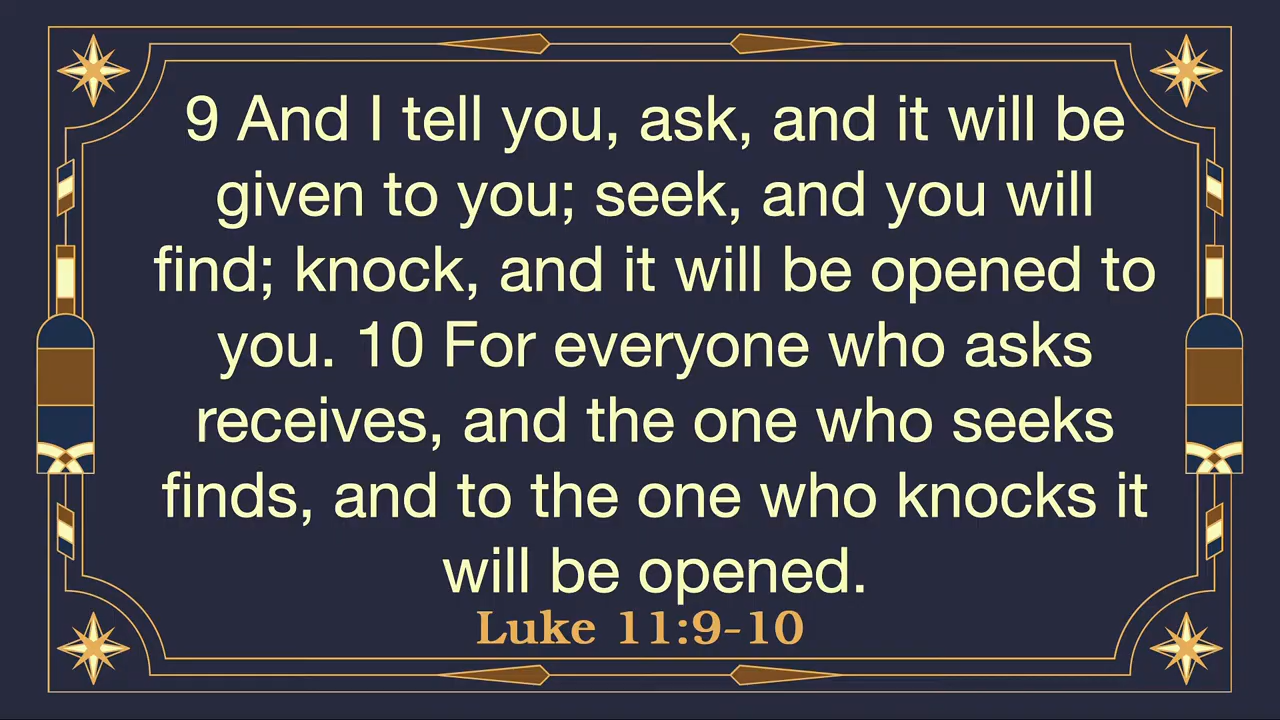 9 And I tell you, ask, and it will be
given to you; seek, and you will
find; knock, and it will be opened to
you. 10 For everyone who asks
receives, and the one who seeks
finds, and to the one who knocks it
will be opened.
Luke 11:9-10